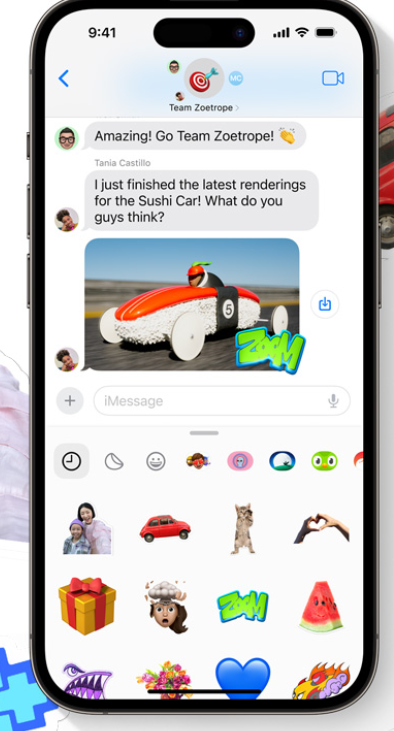 9:41
MC
Team Zoetrope
Amazing! Go Team Zoetrope! 👏
Tania Castillo
I just finished the latest renderings
for the Sushi Car! What do you
guys think?
5
ZOOM
iMessage
ZOOM